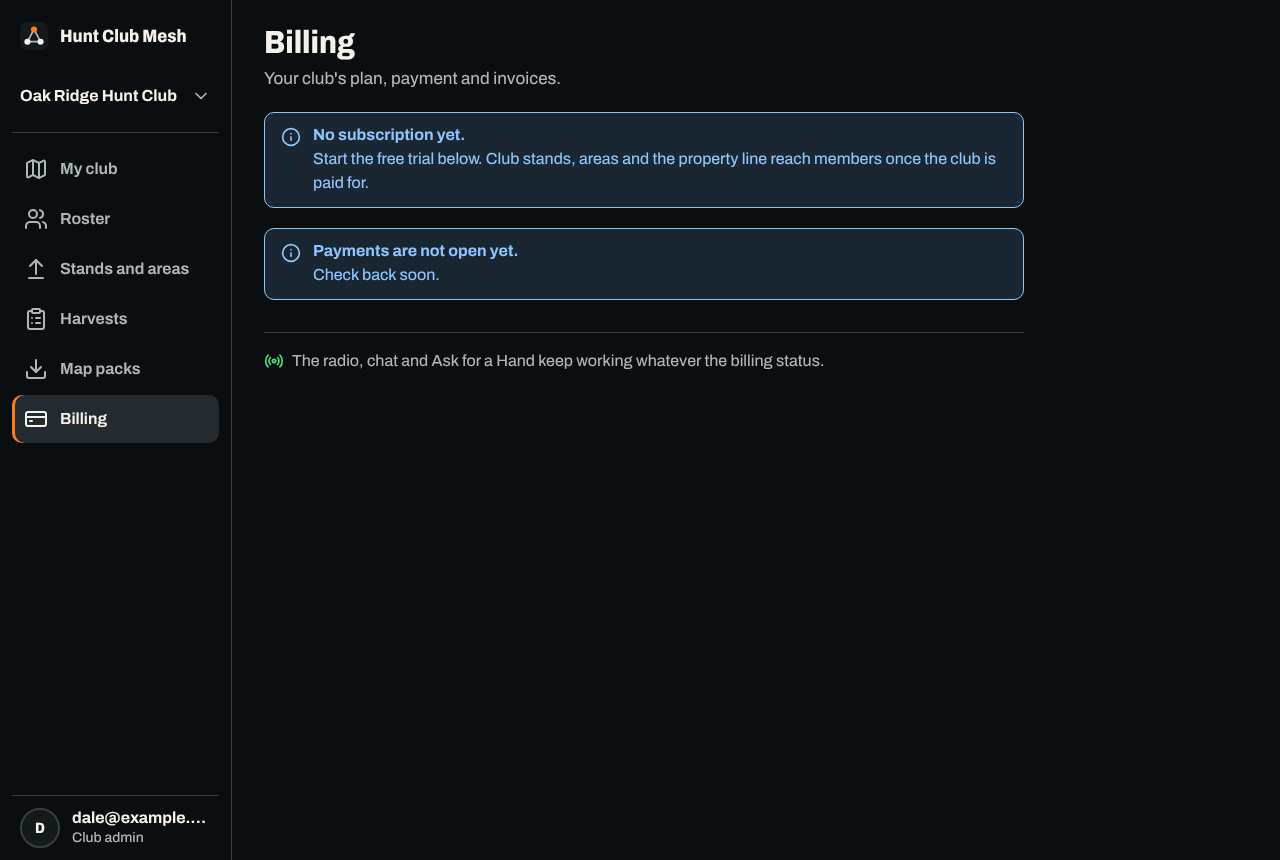 Hunt Club Mesh
Oak Ridge Hunt Club
My club
Roster
Stands and areas
Harvests
Map packs
Billing
D
dale@example....
Club admin
Billing
Your club's plan, payment and invoices.
No subscription yet.
Start the free trial below. Club stands, areas and the property line reach members once the club is
paid for.
Payments are not open yet.
Check back soon.
The radio, chat and Ask for a Hand keep working whatever the billing status.